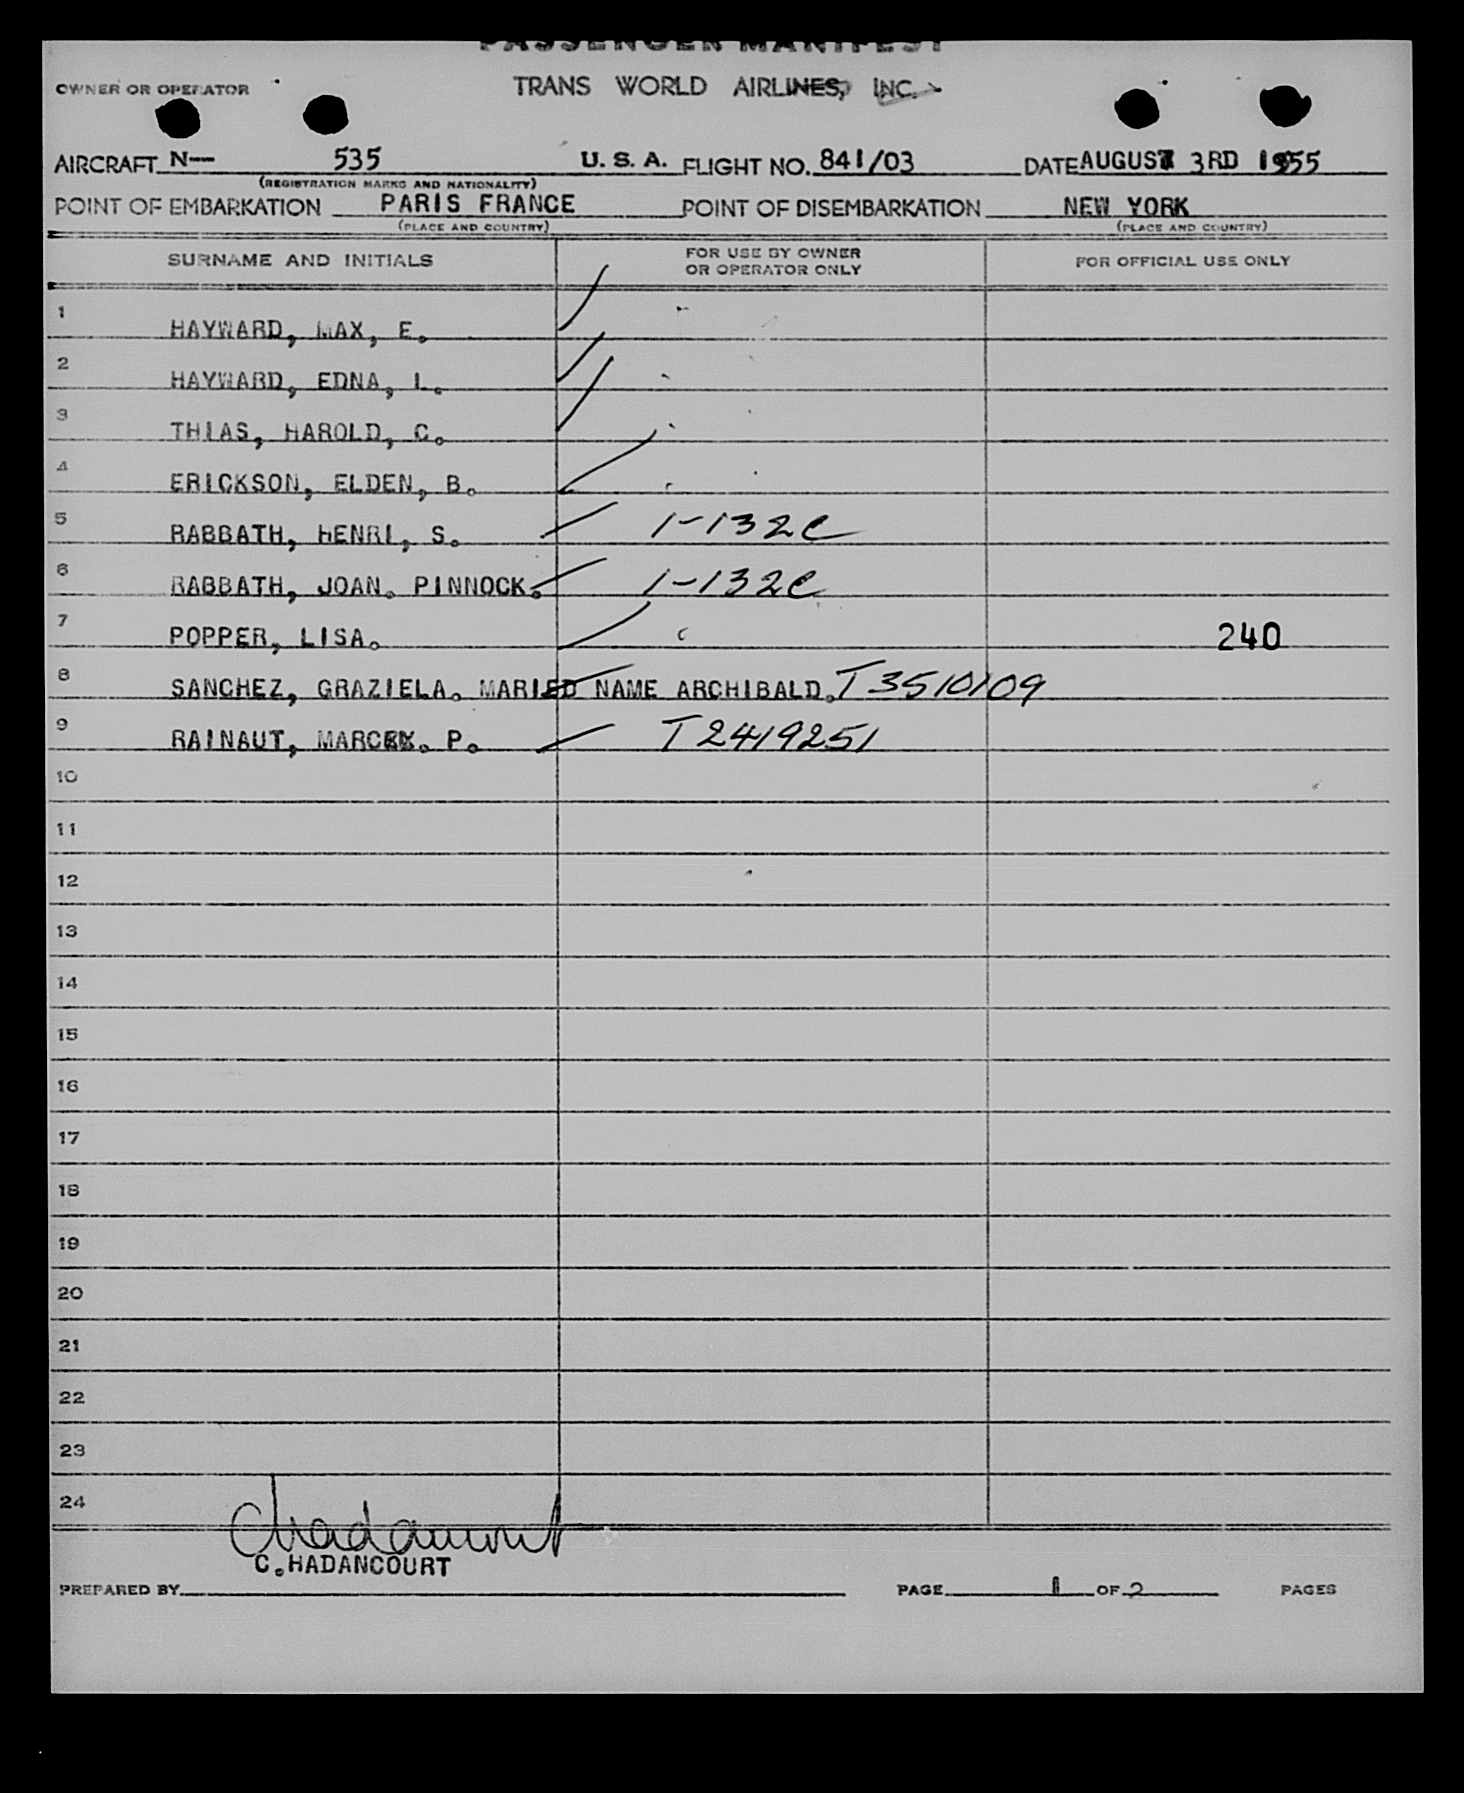 PASSENGER MANIFEST
OWNER OR OPERATOR TRANS WORLD AIRLINES, INC.
AIRCRAFT N-- 535 U. S. A. FLIGHT NO. 841/03 DATE AUGUST 3RD 1955
(REGISTRATION MARKS AND NATIONALITY)
POINT OF EMBARKATION PARIS FRANCE POINT OF DISEMBARKATION NEW YORK
(PLACE AND COUNTRY) (PLACE AND COUNTRY)
SURNAME AND INITIALS FOR USE BY OWNER OR OPERATOR ONLY FOR OFFICIAL USE ONLY
1 HAYWARD, MAX, E.
2 HAYWARD, EDNA, L.
3 THIAS, HAROLD, C.
4 ERICKSON, ELDEN, B.
5 RABBATH, HENRI, S. 1-132C
6 RABBATH, JOAN. PINNOCK. 1-132C
7 POPPER, LISA. 240
8 SANCHEZ, GRAZIELA. MARIED NAME ARCHIBALD. T3510109
9 RAINAUT, P. T2419251
10
11
12
13
14
15
16
17
18
19
20
21
22
23
24
C.HADANCOURT
PREPARED BY PAGE 1 OF 2 PAGES